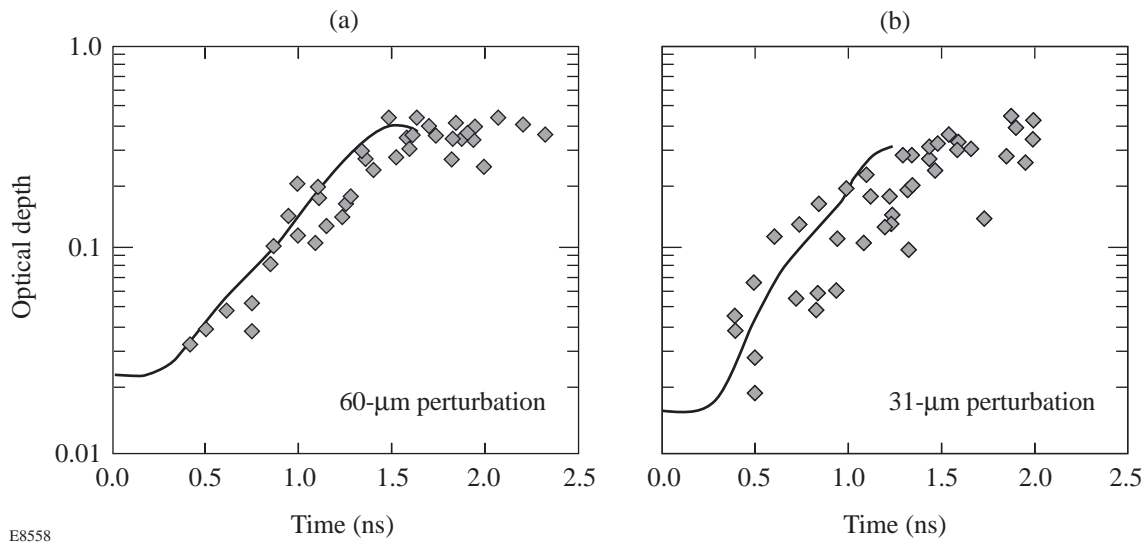 (a)
(b)
Optical depth
1.0
0.1
0.01
60-μm perturbation
31-μm perturbation
0.0 0.5 1.0 1.5 2.0 2.5
0.0 0.5 1.0 1.5 2.0 2.5
Time (ns)
Time (ns)
E8558